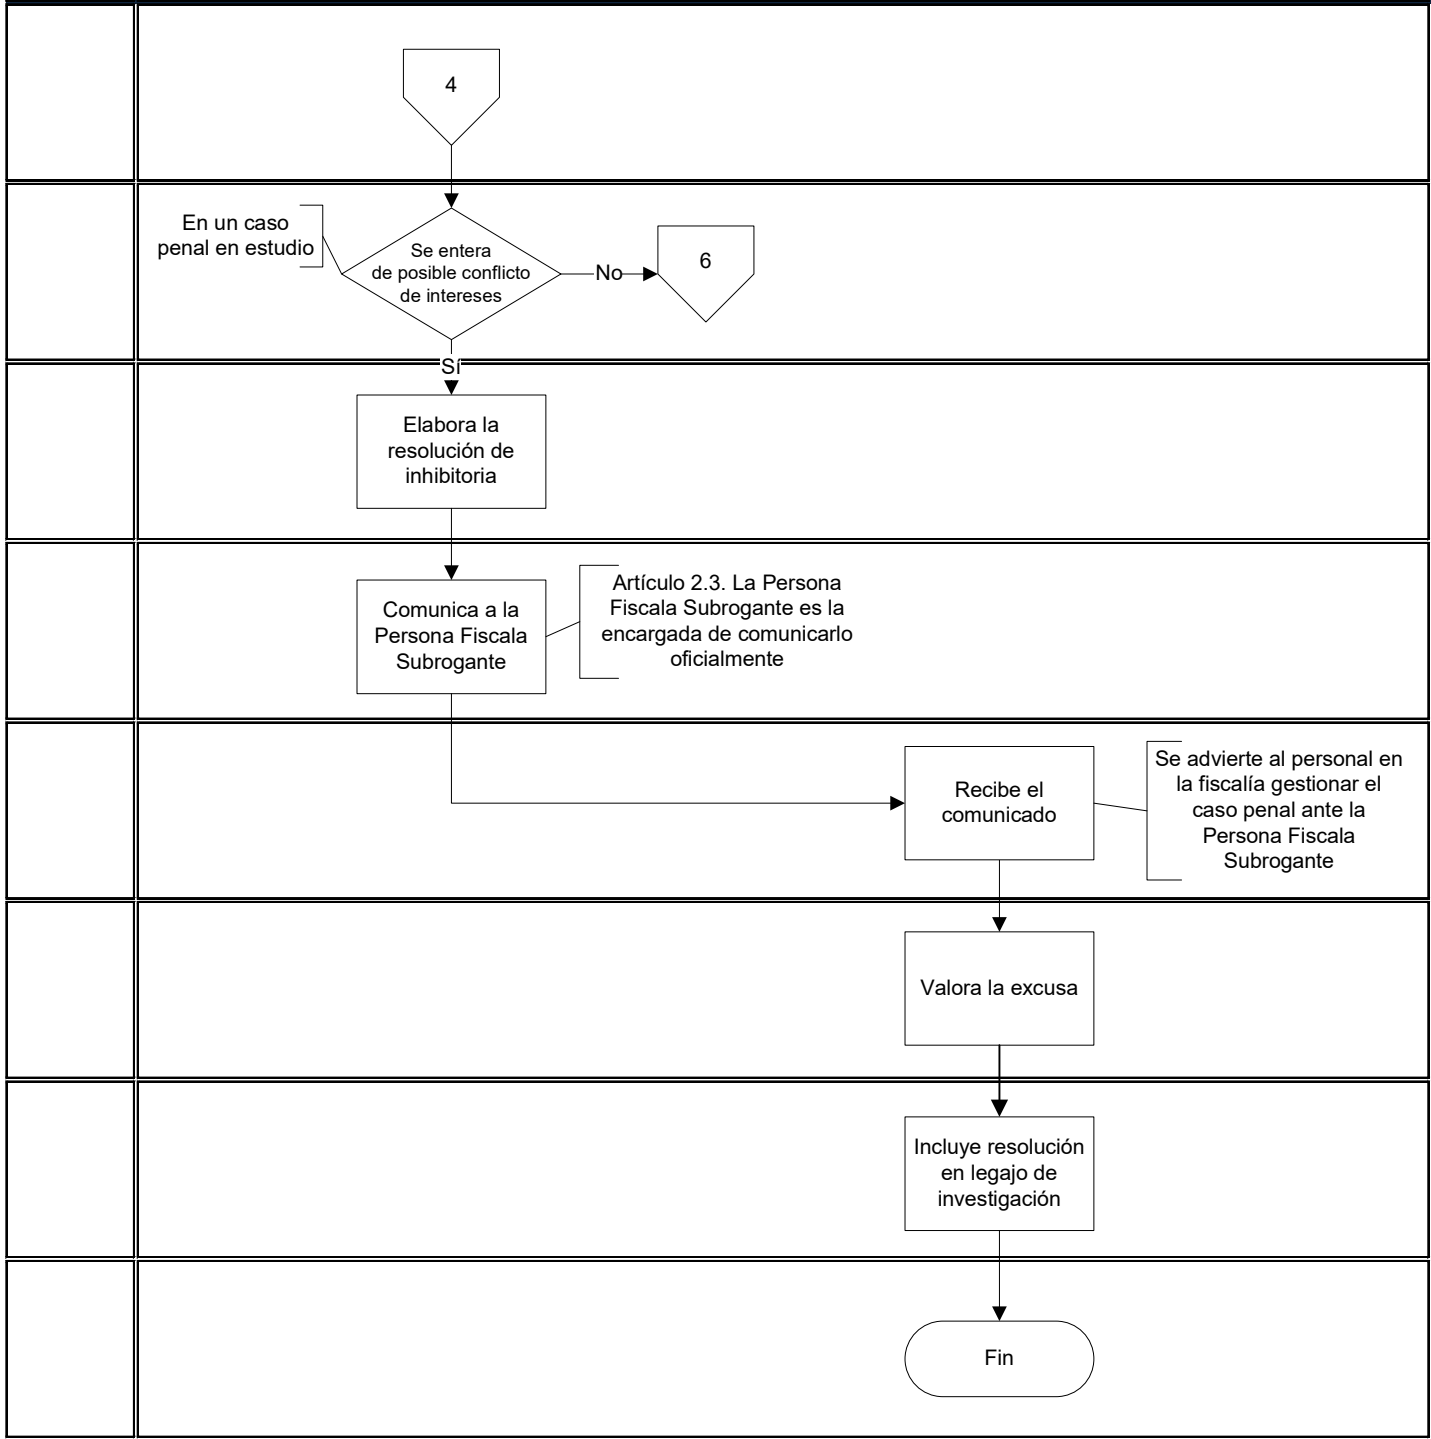 4
En un caso
penal en estudio
Se entera
de posible conflicto
de intereses
No
6
Sí
Elabora la
resolución de
inhibitoria
Comunica a la
Persona Fiscala
Subrogante
Artículo 2.3. La Persona
Fiscala Subrogante es la
encargada de comunicarlo
oficialmente
Recibe el
comunicado
Se advierte al personal en
la fiscalía gestionar el
caso penal ante la
Persona Fiscala
Subrogante
Valora la excusa
Incluye resolución
en legajo de
investigación
Fin